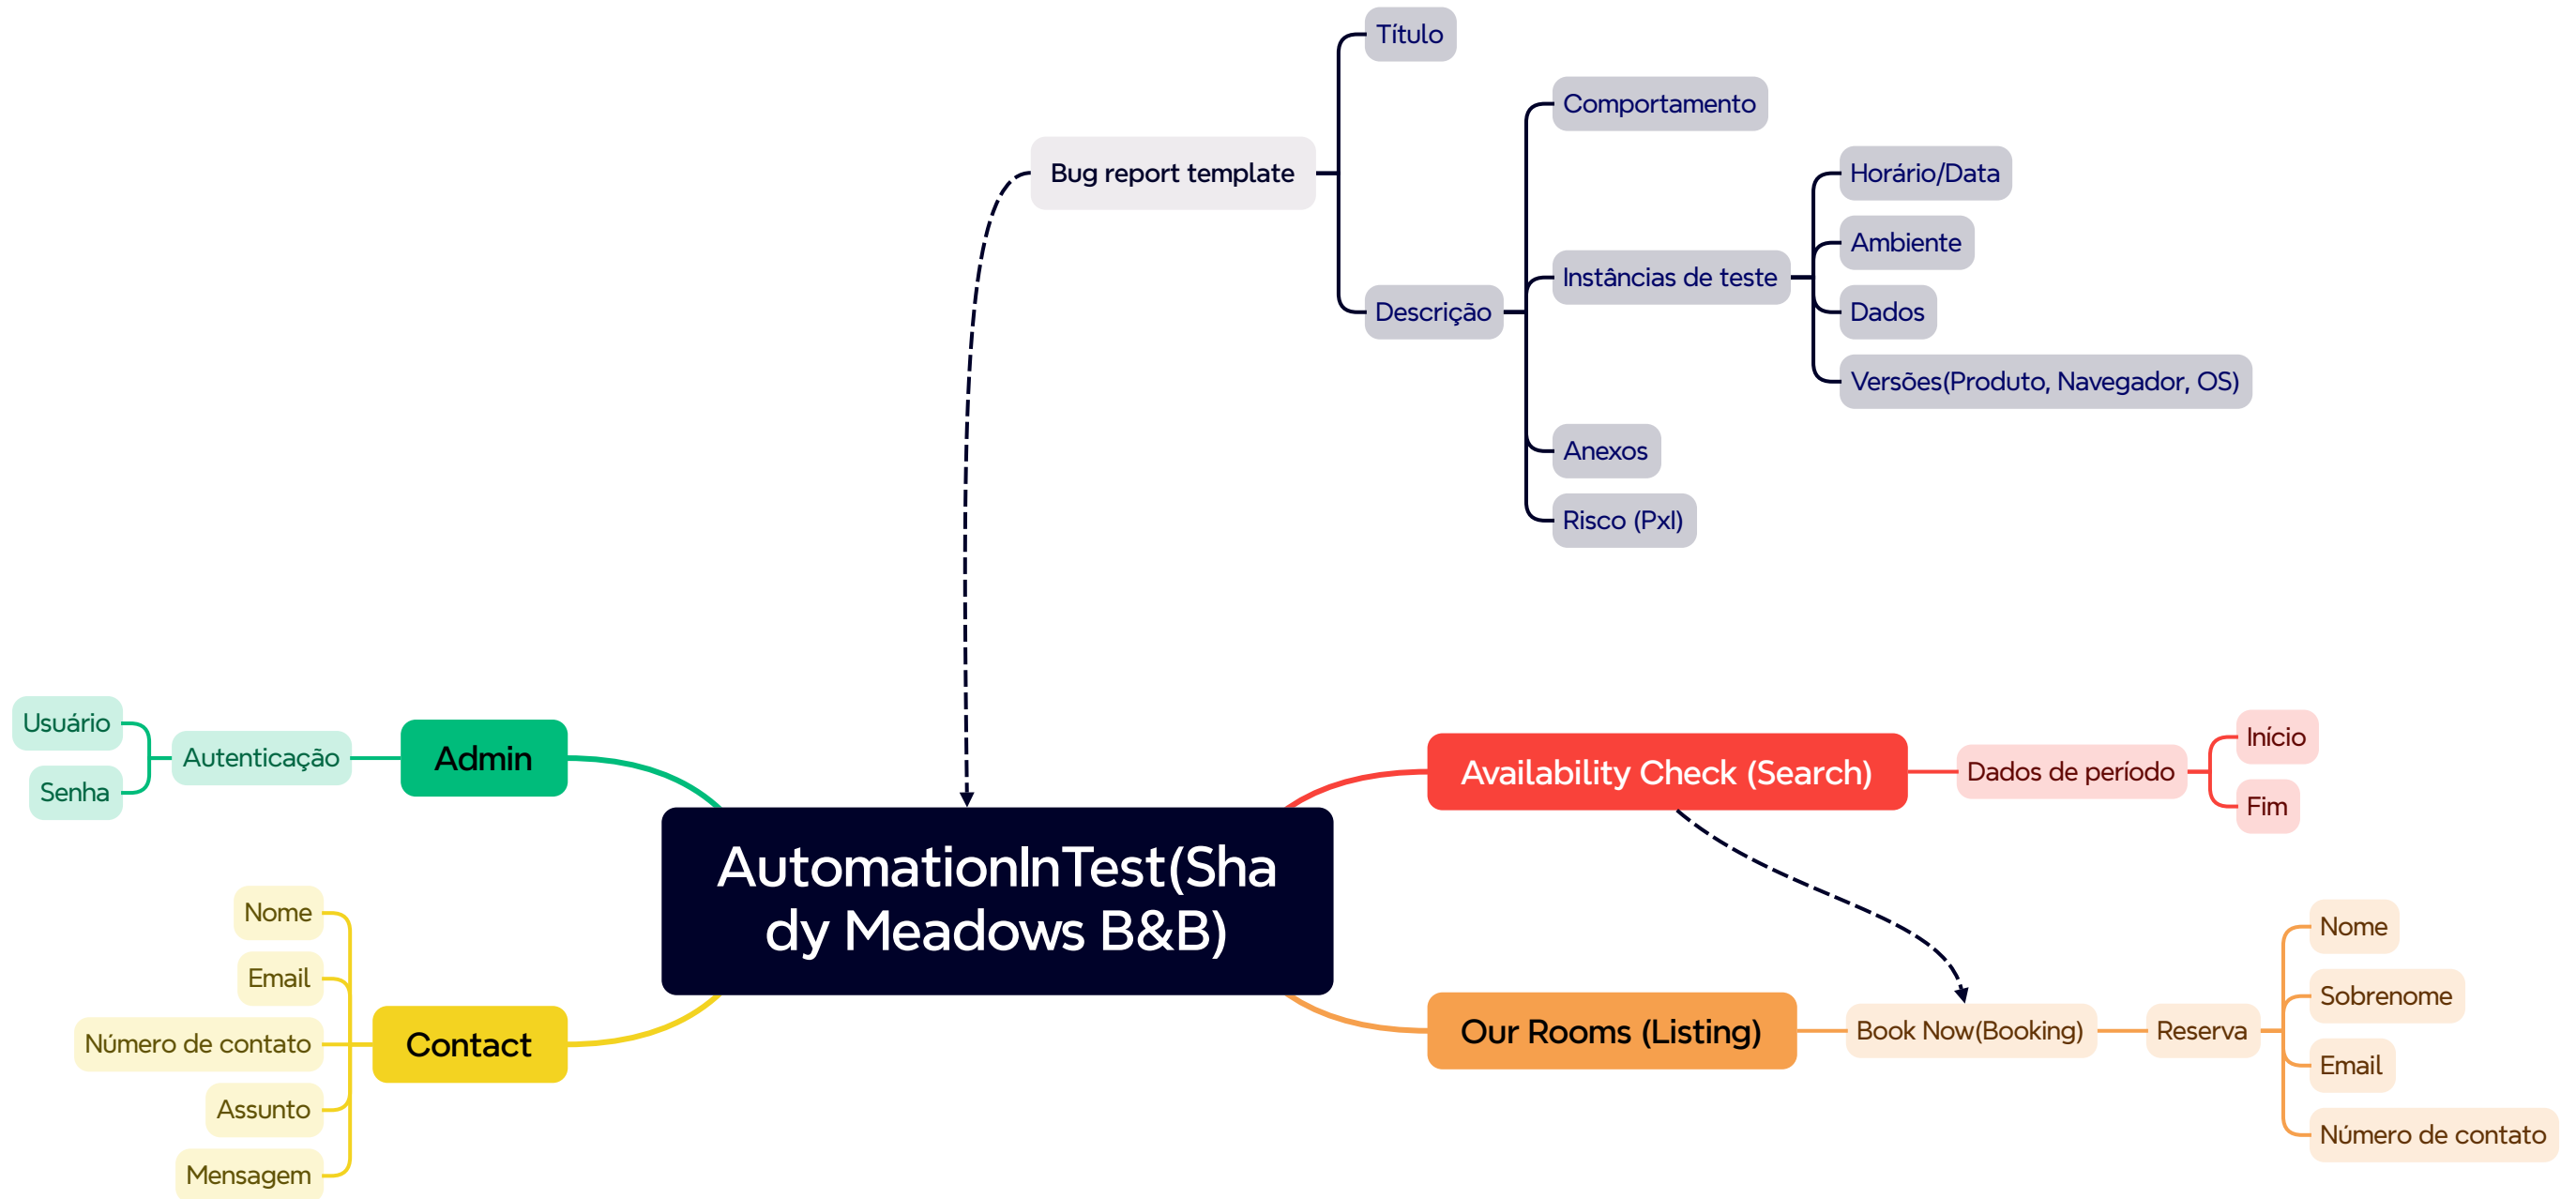 Título
Comportamento
Bug report template
Horário/Data
Ambiente
Instâncias de teste
Descrição
Dados
Versões(Produto, Navegador, OS)
Anexos
Risco (PxI)
Usuário
Autenticação
Senha
Admin
Availability Check (Search)
Dados de período
Início
Fim
AutomationInTest(Sha
dy Meadows B&B)
Nome
Email
Número de contato
Assunto
Mensagem
Contact
Our Rooms (Listing)
Book Now(Booking)
Reserva
Nome
Sobrenome
Email
Número de contato